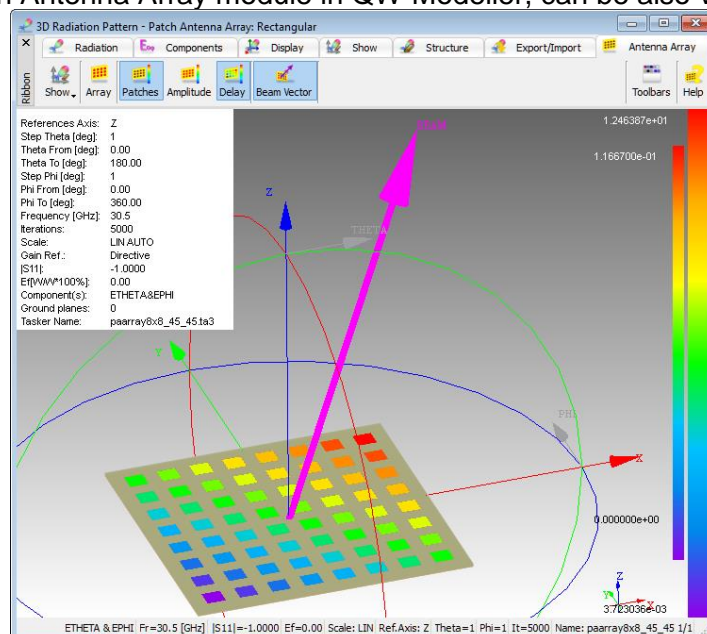 n Antenna Array module in QW-Modeller, can be also v
3D Radiation Pattern - Patch Antenna Array: Rectangular
Radiation Components Display Show Structure Export/Import Antenna Array
Ribbon
Show Array Patches Amplitude Delay Beam Vector Toolbars Help
References Axis: Z
Step Theta [deg]: 1
Theta From [deg]: 0.00
Theta To [deg]: 180.00
Step Phi [deg]: 1
Phi From [deg]: 0.00
Phi To [deg]: 360.00
Frequency [GHz]: 30.5
Iterations: 5000
Scale: LIN AUTO
Gain Ref.: Directive
|S11|: -1.0000
Ef[W/W*100%]: 0.00
Component(s): ETHETA&EPHI
Ground planes: 0
Tasker Name: paarray8x8_45_45.ta3
1.246387e+01
1.166700e-01
BEAM
Z
THETA
Y
PHI
X
0.000000e+00
Z
Y
X
3.723036e-03
ETHETA & EPHI Fr=30.5 [GHz] |S11|=-1.0000 Ef=0.00 Scale: LIN Ref.Axis: Z Theta=1 Phi=1 It=5000 Name: paarray8x8_45_45 1/1